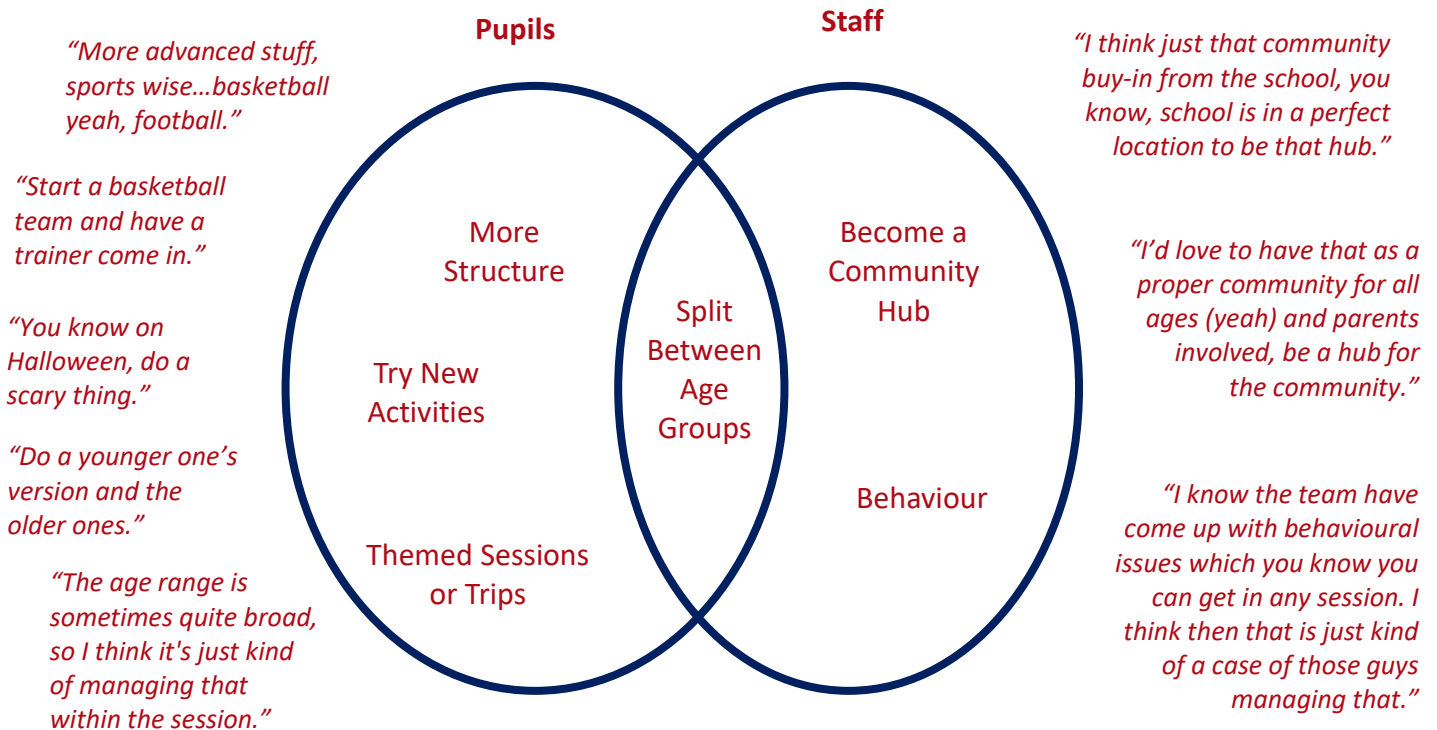 Pupils
Staff
“More advanced stuff,
sports wise...basketball
yeah, football.”
“Start a basketball
team and have a
trainer come in.”
“You know on
Halloween, do a
scary thing.”
“Do a younger one’s
version and the
older ones.”
“The age range is
sometimes quite broad,
so I think it's just kind
of managing that
within the session.”
More
Structure
Try New
Activities
Themed Sessions
or Trips
Split
Between
Age
Groups
Become a
Community
Hub
Behaviour
“I think just that community
buy-in from the school, you
know, school is in a perfect
location to be that hub.”
“I’d love to have that as a
proper community for all
ages (yeah) and parents
involved, be a hub for
the community.”
“I know the team have
come up with behavioural
issues which you know you
can get in any session. I
think then that is just kind
of a case of those guys
managing that.”